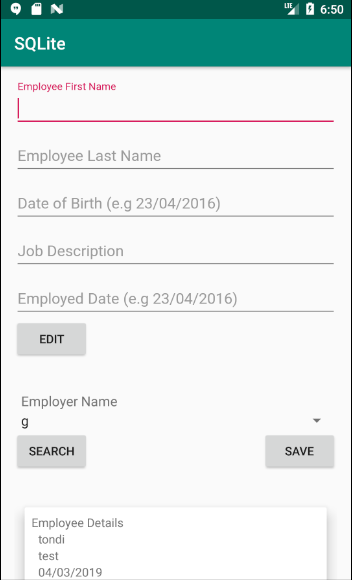 LTE 6:50
SQLite
Employee First Name
Employee Last Name
Date of Birth (e.g 23/04/2016)
Job Description
Employed Date (e.g 23/04/2016)
EDIT
Employer Name
g
SEARCH SAVE
Employee Details
tondi
test
04/03/2019